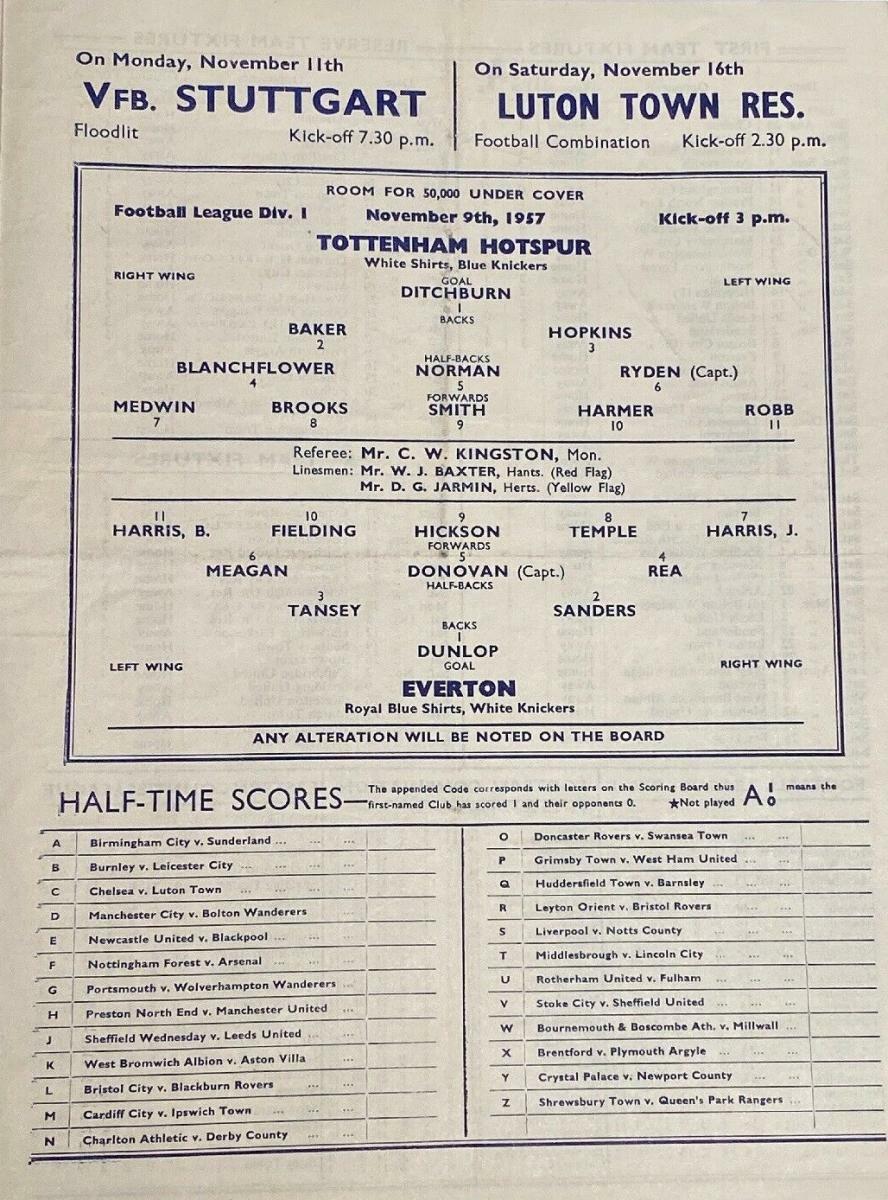 On Monday, November 11th
VFB. STUTTGART
Floodlit Kick-off 7.30 p.m.
On Saturday, November 16th
LUTON TOWN RES.
Football Combination Kick-off 2.30 p.m.
ROOM FOR 50,000 UNDER COVER
Football League Div. 1 November 9th, 1957 Kick-off 3 p.m.
TOTTENHAM HOTSPUR
White Shirts, Blue Knickers
RIGHT WING GOAL LEFT WING
DITCHBURN
1
BACKS
BAKER HOPKINS
2 3
HALF-BACKS
BLANCHFLOWER NORMAN RYDEN (Capt.)
4 5 6
FORWARDS
MEDWIN BROOKS SMITH HARMER ROBB
7 8 9 10 11
Referee: Mr. C. W. KINGSTON, Mon.
Linesmen: Mr. W. J. BAXTER, Hants. (Red Flag)
Mr. D. G. JARMIN, Herts. (Yellow Flag)
11 10 9 8 7
HARRIS, B. FIELDING HICKSON TEMPLE HARRIS, J.
FORWARDS
6 5 4
MEAGAN DONOVAN (Capt.) REA
HALF-BACKS
3 2
TANSEY SANDERS
BACKS
1
DUNLOP
LEFT WING GOAL RIGHT WING
EVERTON
Royal Blue Shirts, White Knickers
ANY ALTERATION WILL BE NOTED ON THE BOARD
HALF-TIME SCORES—
The appended Code corresponds with letters on the Scoring Board thus A 1 0 means the
first-named Club has scored 1 and their opponents 0. ★Not played
A Birmingham City v. Sunderland ... ... ...
B Burnley v. Leicester City ... ... ...
C Chelsea v. Luton Town ... ... ...
D Manchester City v. Bolton Wanderers
E Newcastle United v. Blackpool ... ... ...
F Nottingham Forest v. Arsenal ... ... ...
G Portsmouth v. Wolverhampton Wanderers ...
H Preston North End v. Manchester United ...
J Sheffield Wednesday v. Leeds United ... ...
K West Bromwich Albion v. Aston Villa ...
L Bristol City v. Blackburn Rovers ... ...
M Cardiff City v. Ipswich Town ... ... ...
N Charlton Athletic v. Derby County ... ...
O Doncaster Rovers v. Swansea Town ... ...
P Grimsby Town v. West Ham United ... ...
Q Huddersfield Town v. Barnsley ... ...
R Leyton Orient v. Bristol Rovers ... ...
S Liverpool v. Notts County ... ...
T Middlesbrough v. Lincoln City ... ...
U Rotherham United v. Fulham ... ...
V Stoke City v. Sheffield United ... ...
W Bournemouth & Boscombe Ath. v. Millwall ...
X Brentford v. Plymouth Argyle ... ...
Y Crystal Palace v. Newport County ... ...
Z Shrewsbury Town v. Queen's Park Rangers ...